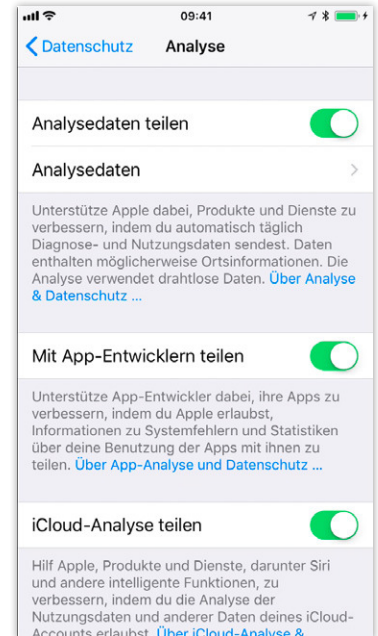 09:41
Datenschutz Analyse
Analysedaten teilen
Analysedaten
Unterstütze Apple dabei, Produkte und Dienste zu
verbessern, indem du automatisch täglich
Diagnose- und Nutzungsdaten sendest. Daten
enthalten möglicherweise Ortsinformationen. Die
Analyse verwendet drahtlose Daten. Über Analyse
& Datenschutz ...
Mit App-Entwicklern teilen
Unterstütze App-Entwickler dabei, ihre Apps zu
verbessern, indem du Apple erlaubst,
Informationen zu Systemfehlern und Statistiken
über deine Benutzung der Apps mit ihnen zu
teilen. Über App-Analyse und Datenschutz ...
iCloud-Analyse teilen
Hilf Apple, Produkte und Dienste, darunter Siri
und andere intelligente Funktionen, zu
verbessern, indem du die Analyse der
Nutzungsdaten und anderer Daten deines iCloud-
Accounts erlaubst. Über iCloud-Analyse &